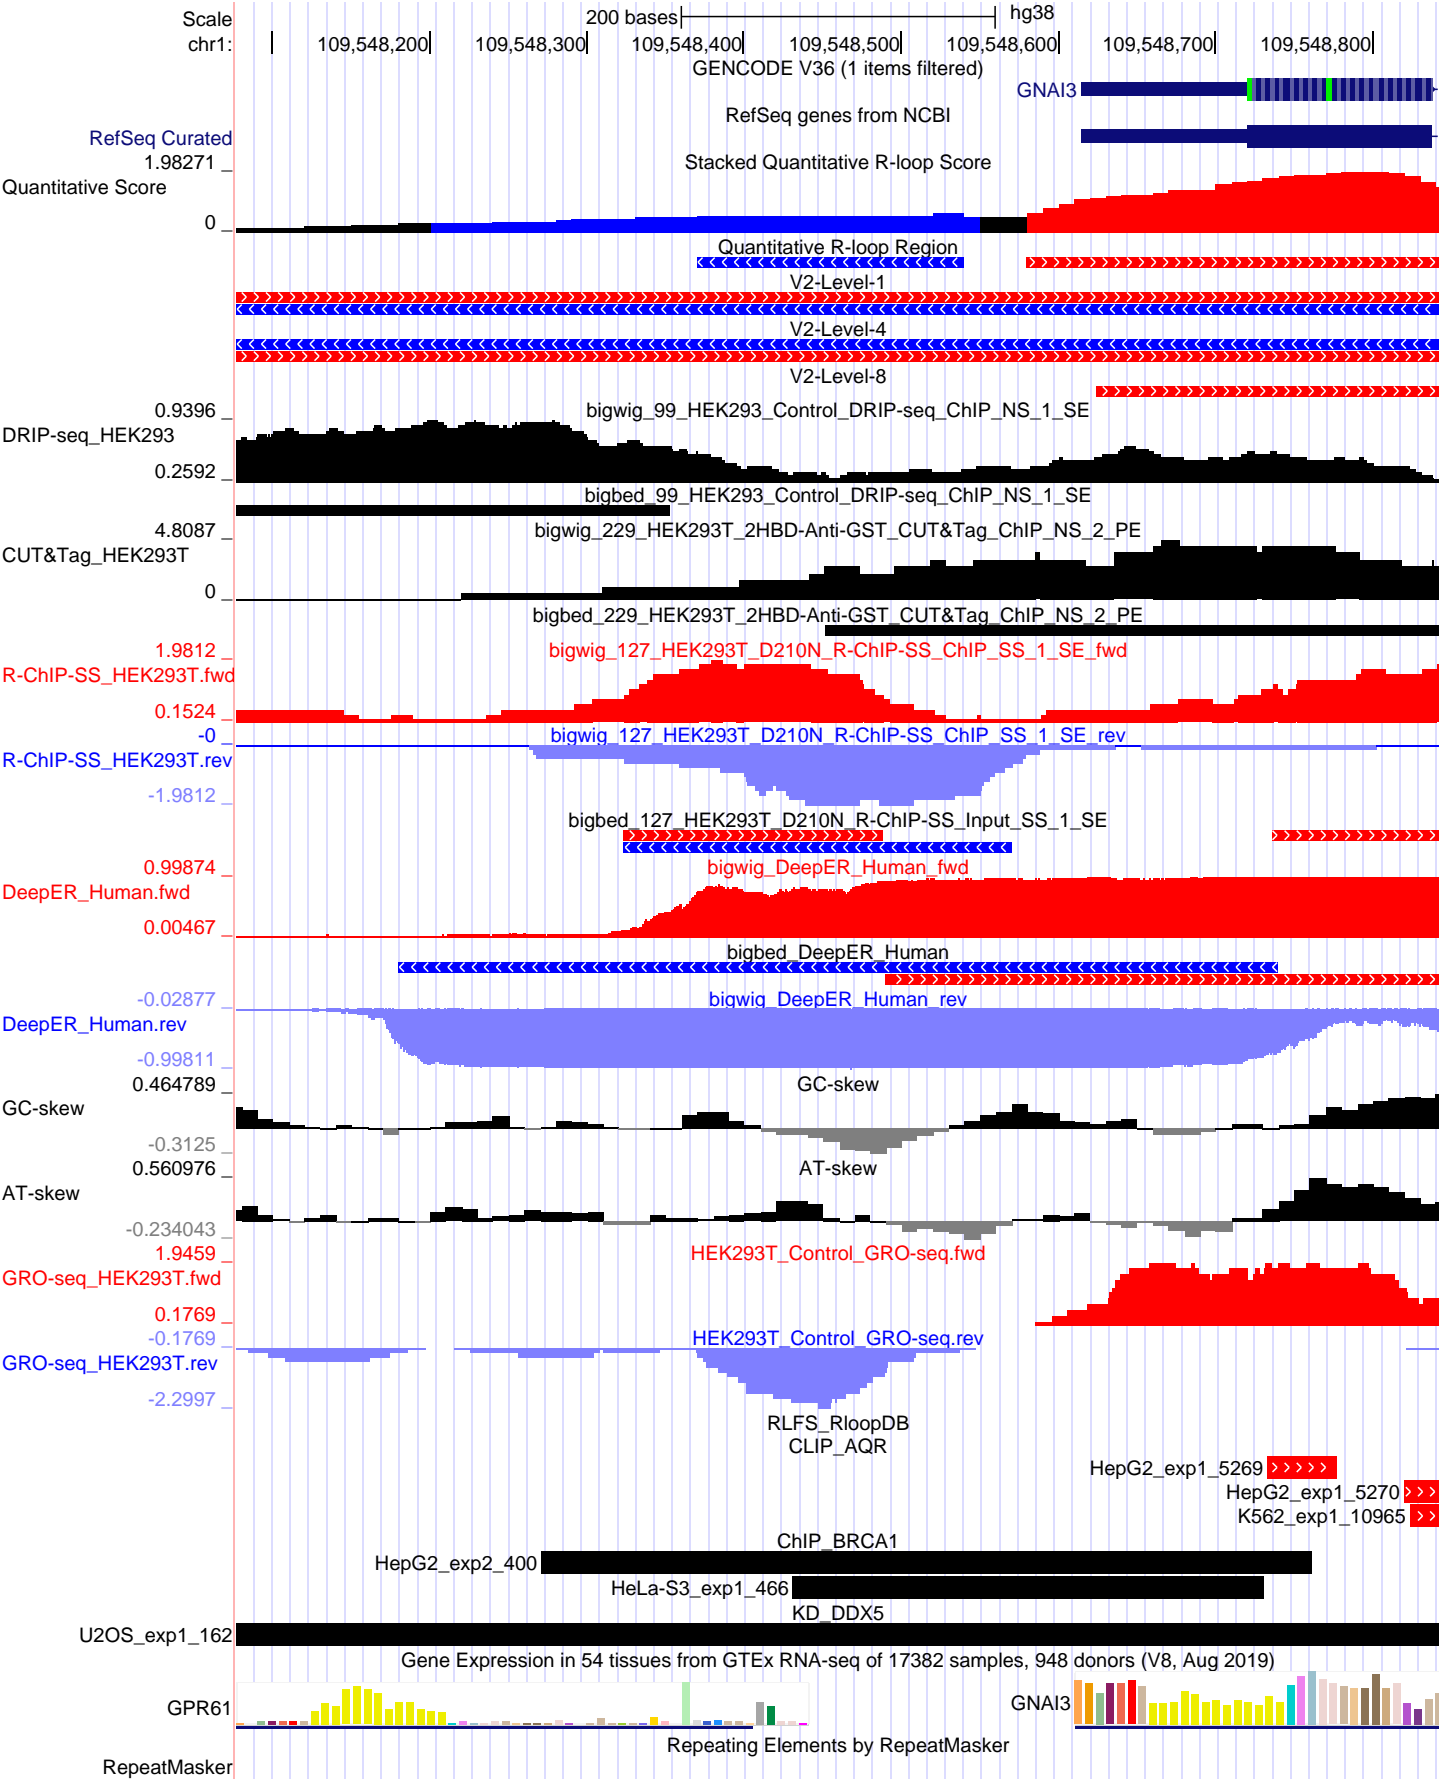 Scale 200 bases hg38
chr1: 109,548,200 109,548,300 109,548,400 109,548,500 109,548,600 109,548,700 109,548,800
GENCODE V36 (1 items filtered)
GNAI3
RefSeq genes from NCBI
RefSeq Curated
1.98271 Stacked Quantitative R-loop Score
Quantitative Score
0
Quantitative R-loop Region
V2-Level-1
V2-Level-4
V2-Level-8
0.9396 bigwig_99_HEK293_Control_DRIP-seq_ChIP_NS_1_SE
DRIP-seq_HEK293
0.2592
bigbed_99_HEK293_Control_DRIP-seq_ChIP_NS_1_SE
4.8087 bigwig_229_HEK293T_2HBD-Anti-GST_CUT&Tag_ChIP_NS_2_PE
CUT&Tag_HEK293T
0
bigbed_229_HEK293T_2HBD-Anti-GST_CUT&Tag_ChIP_NS_2_PE
1.9812 bigwig_127_HEK293T_D210N_R-ChIP-SS_ChIP_SS_1_SE_fwd
R-ChIP-SS_HEK293T.fwd
0.1524
-0 bigwig_127_HEK293T_D210N_R-ChIP-SS_ChIP_SS_1_SE_rev
R-ChIP-SS_HEK293T.rev
-1.9812
bigbed_127_HEK293T_D210N_R-ChIP-SS_Input_SS_1_SE
0.99874 bigwig_DeepER_Human_fwd
DeepER_Human.fwd
0.00467
bigbed_DeepER_Human
-0.02877 bigwig_DeepER_Human_rev
DeepER_Human.rev
-0.99811
0.464789 GC-skew
GC-skew
-0.3125
0.560976 AT-skew
AT-skew
-0.234043
1.9459 HEK293T_Control_GRO-seq.fwd
GRO-seq_HEK293T.fwd
0.1769
-0.1769 HEK293T_Control_GRO-seq.rev
GRO-seq_HEK293T.rev
-2.2997
RLFS_RloopDB
CLIP_AQR
HepG2_exp1_5269
HepG2_exp1_5270
K562_exp1_10965
ChIP_BRCA1
HepG2_exp2_400
HeLa-S3_exp1_466
KD_DDX5
U2OS_exp1_162
Gene Expression in 54 tissues from GTEx RNA-seq of 17382 samples, 948 donors (V8, Aug 2019)
GPR61 GNAI3
Repeating Elements by RepeatMasker
RepeatMasker